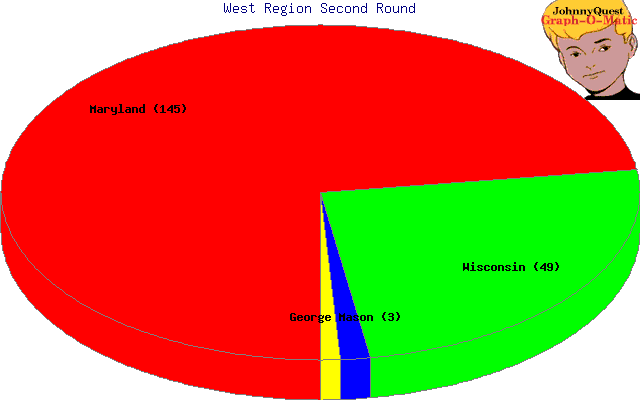 West Region Second Round
JohnnyQuest
Graph-O-Matic
Maryland (145)
Wisconsin (49)
George Mason (3)